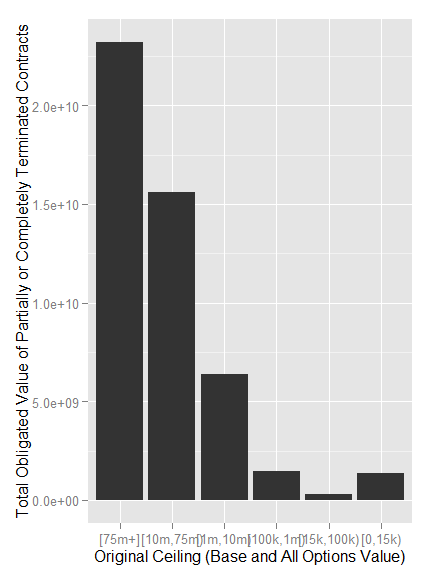 Total Obligated Value of Partially or Completely Terminated Contracts
2.0e+10
1.5e+10
1.0e+10
5.0e+09
0.0e+00
[75m+] [10m,75m) [1m,10m) [100k,1m) [15k,100k) [0,15k)
Original Ceiling (Base and All Options Value)